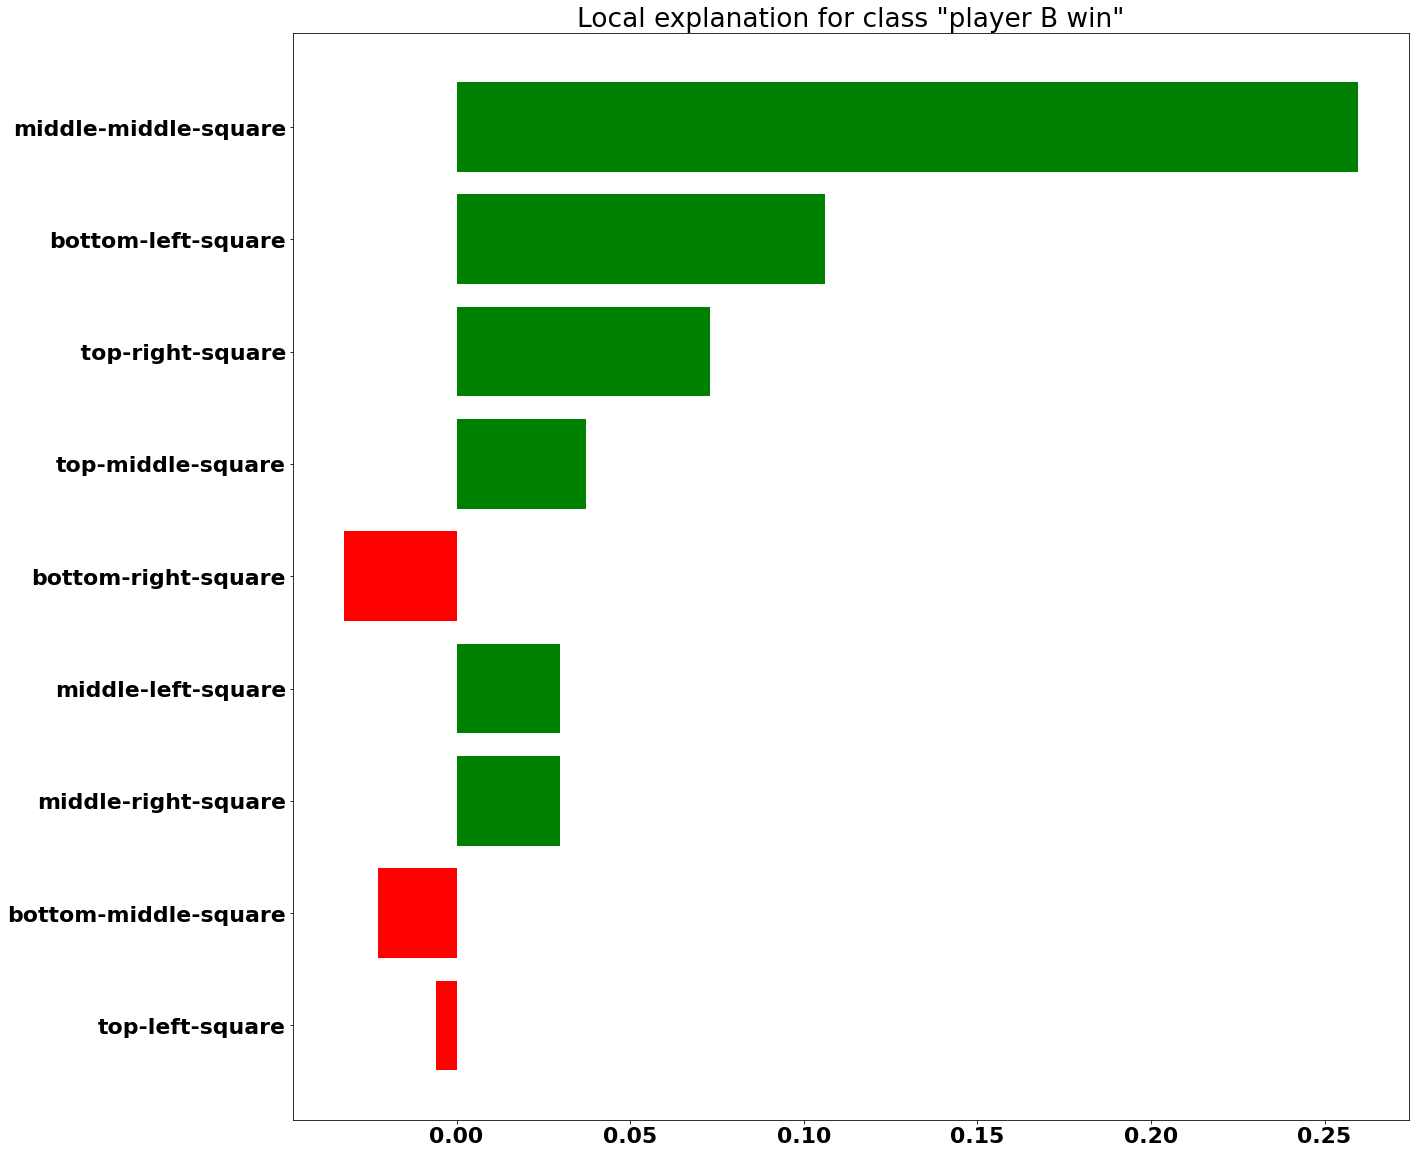 Local explanation for class "player B win"
middle-middle-square
bottom-left-square
top-right-square
top-middle-square
bottom-right-square
middle-left-square
middle-right-square
bottom-middle-square
top-left-square
0.00 0.05 0.10 0.15 0.20 0.25